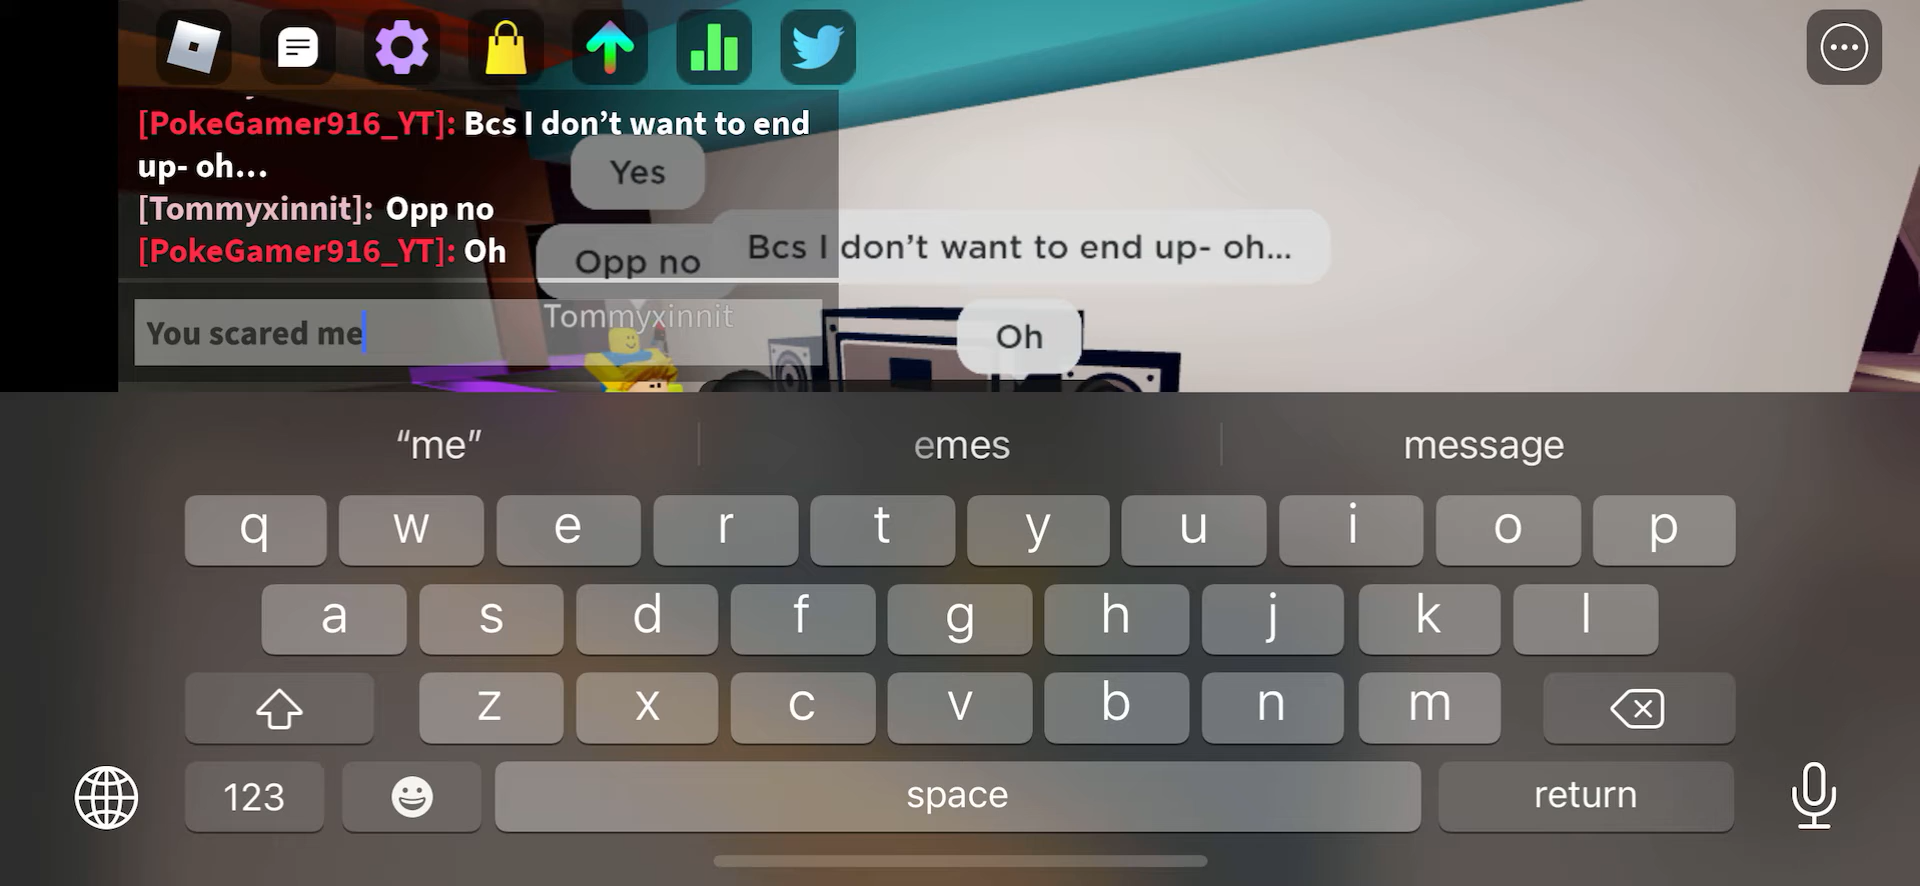 [PokeGamer916_YT]: Bcs I don’t want to end
up- oh...
[Tommyxinnit]: Opp no
[PokeGamer916_YT]: Oh
You scared me
Yes
Opp no
Bcs I don’t want to end up- oh...
Tommyxinnit
Oh
“me” emes message
q w e r t y u i o p
a s d f g h j k l
z x c v b n m
123 space return